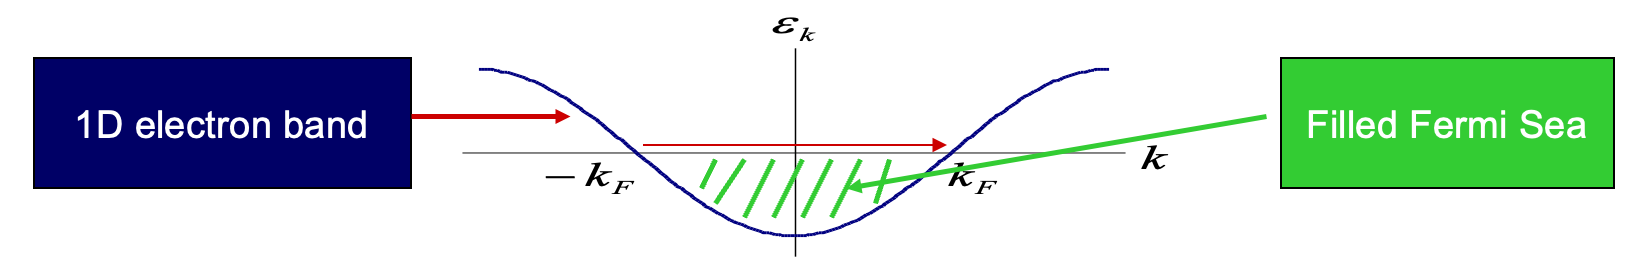 ε_k
1D electron band
Filled Fermi Sea
− k_F
k_F
k